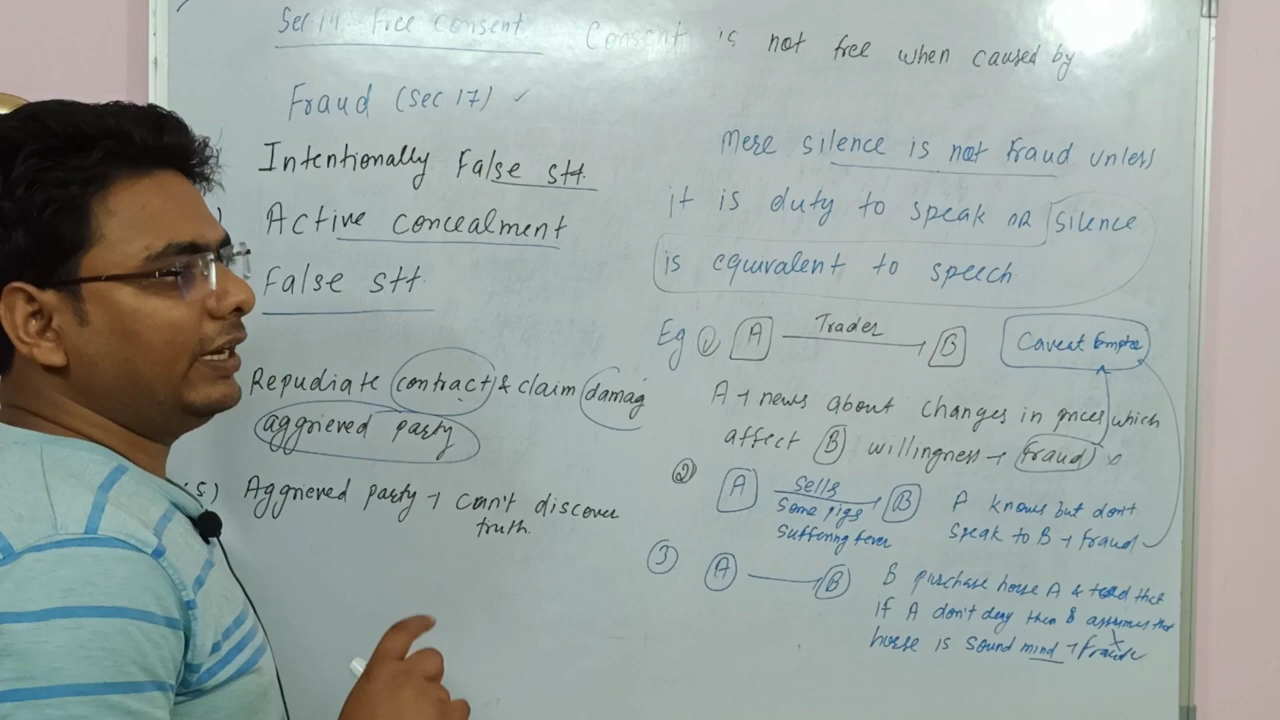 Sec 14 Free Consent Consent is not free when caused by
Fraud (Sec 17) ✓
Intentionally False stt.
Active concealment
False stt.
Repudiate contract & claim damag
aggrieved party
(5) Aggrieved party → can't discover
truth.
Mere silence is not fraud unless
it is duty to speak OR silence
is equivalent to speech
Eg ① A Trader B Caveat Emptor
A → news about changes in prices which
affect B willingness → fraud x
② A sells B
some pigs
suffering fever
A knows but don't
speak to B → fraud
③ A B
B purchase horse A & told that
if A don't deny then B assumes that
horse is sound mind → fraud